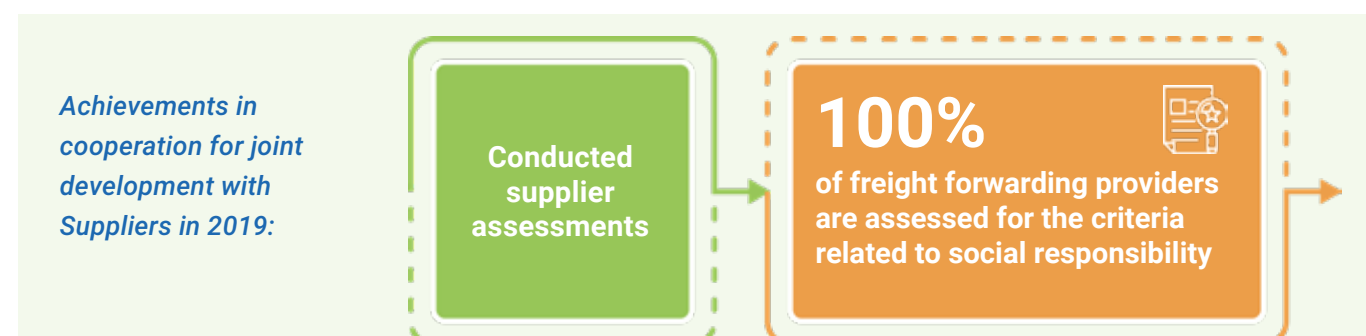 Achievements in
cooperation for joint
development with
Suppliers in 2019:
Conducted
supplier
assessments
100%
of freight forwarding providers
are assessed for the criteria
related to social responsibility